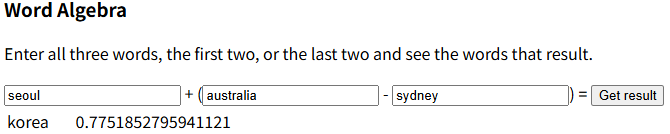 Word Algebra
Enter all three words, the first two, or the last two and see the words that result.
seoul + ( australia - sydney ) = Get result
korea 0.7751852795941121